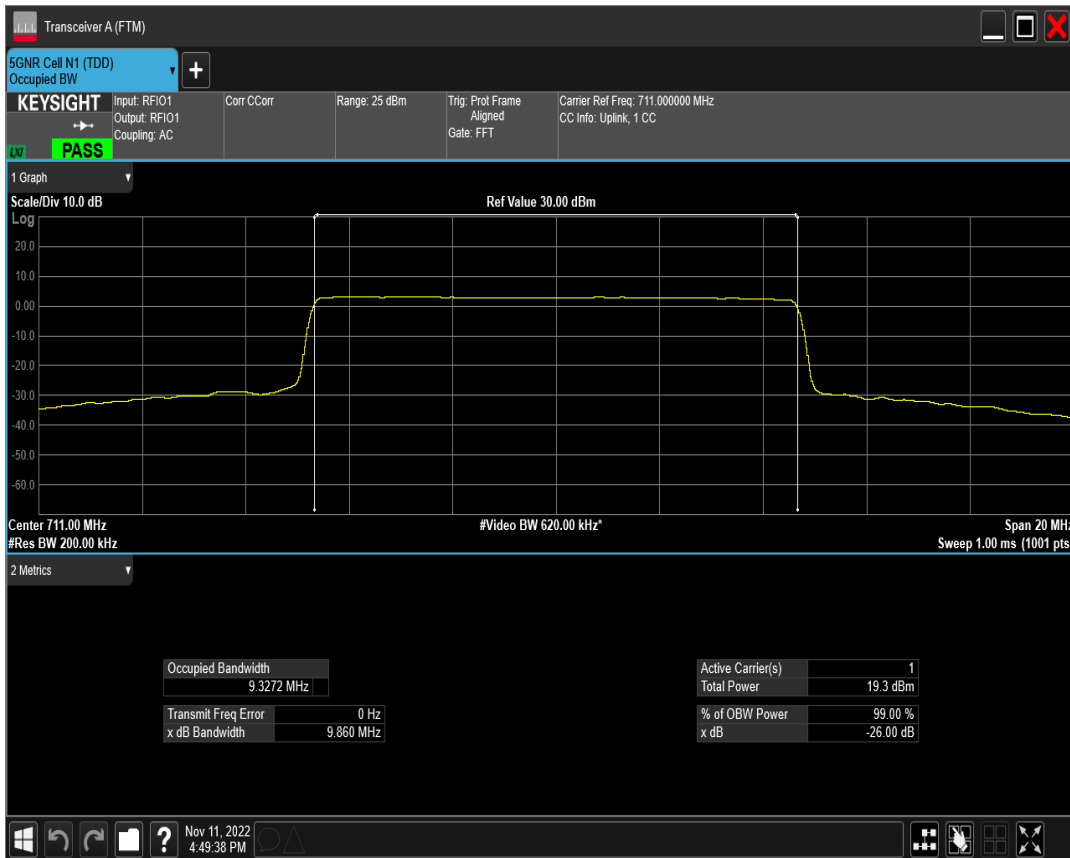 Transceiver A (FTM)
5GNR Cell N1 (TDD)
Occupied BW
+
KEYSIGHT
LXI
PASS
Input: RFIO1
Output: RFIO1
Coupling: AC
Corr CCorr
Range: 25 dBm
Trig: Prot Frame
Aligned
Gate: FFT
Carrier Ref Freq: 711.000000 MHz
CC Info: Uplink, 1 CC
1 Graph
Scale/Div 10.0 dB
Ref Value 30.00 dBm
Log
20.0
10.0
0.00
-10.0
-20.0
-30.0
-40.0
-50.0
-60.0
Center 711.00 MHz
#Video BW 620.00 kHz*
Span 20 MHz
#Res BW 200.00 kHz
Sweep 1.00 ms (1001 pts
2 Metrics
Occupied Bandwidth
9.3272 MHz
Transmit Freq Error 0 Hz
x dB Bandwidth 9.860 MHz
Active Carrier(s) 1
Total Power 19.3 dBm
% of OBW Power 99.00 %
x dB -26.00 dB
?
Nov 11, 2022
4:49:38 PM